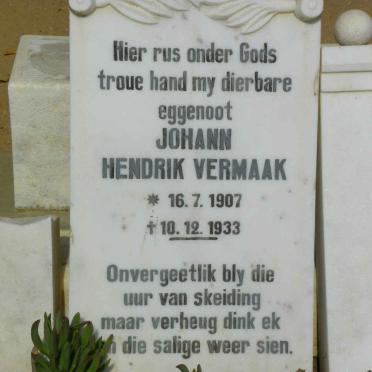 Hier rus onder Gods
troue hand my dierbare
eggenoot
JOHANN
HENDRIK VERMAAK
* 16. 7. 1907
† 10. 12. 1933
Onvergeetlik bly die
uur van skeiding
maar verheug dink ek
die salige weer sien.